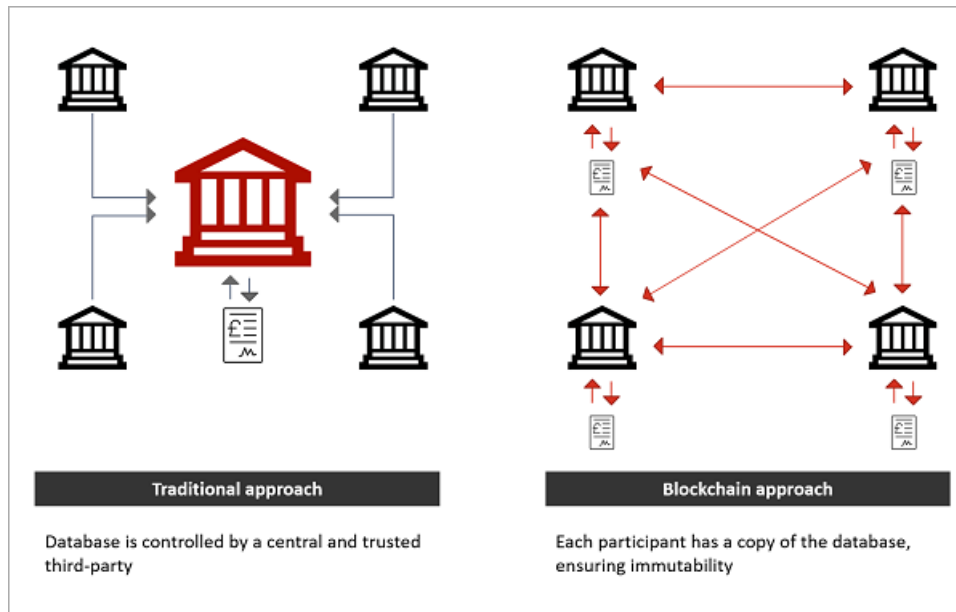 £
£
£
£
£
Traditional approach
Blockchain approach
Database is controlled by a central and trusted
third-party
Each participant has a copy of the database,
ensuring immutability